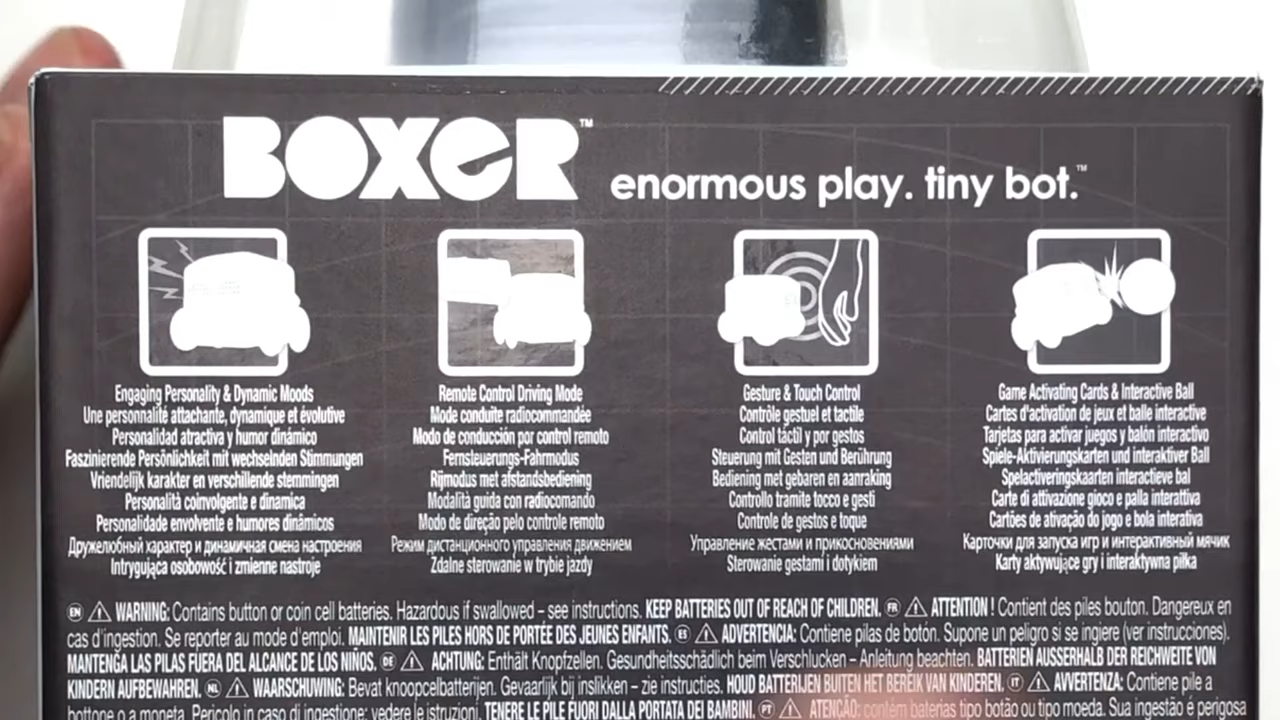 BOXER™ enormous play. tiny bot.™
Engaging Personality & Dynamic Moods
Une personnalité attachante, dynamique et évolutive
Personalidad atractiva y humor dinámico
Faszinierende Persönlichkeit mit wechselnden Stimmungen
Vriendelijk karakter en verschillende stemmingen
Personalità coinvolgente e dinamica
Personalidade envolvente e humores dinâmicos
Дружелюбный характер и динамичная смена настроения
Intrygująca osobowość i zmienne nastroje
Remote Control Driving Mode
Mode conduite radiocommandée
Modo de conducción por control remoto
Fernsteuerungs-Fahrmodus
Rijmodus met afstandsbediening
Modalità guida con radiocomando
Modo de direção pelo controle remoto
Режим дистанционного управления движением
Zdalne sterowanie w trybie jazdy
Gesture & Touch Control
Contrôle gestuel et tactile
Control táctil y por gestos
Steuerung mit Gesten und Berührung
Bediening met gebaren en aanraking
Controllo tramite tocco e gesti
Controle de gestos e toque
Управление жестами и прикосновениями
Sterowanie gestami i dotykiem
Game Activating Cards & Interactive Ball
Cartes d'activation de jeux et balle interactive
Tarjetas para activar juegos y balón interactivo
Spiele-Aktivierungskarten und interaktiver Ball
Spelactiveringskaarten interactieve bal
Carte di attivazione gioco e palla interattiva
Cartões de ativação do jogo e bola interativa
Карточки для запуска игр и интерактивный мячик
Karty aktywujące gry i interaktywna piłka
EN WARNING: Contains button or coin cell batteries. Hazardous if swallowed – see instructions. KEEP BATTERIES OUT OF REACH OF CHILDREN. FR ATTENTION ! Contient des piles bouton. Dangereux en
cas d'ingestion. Se reporter au mode d'emploi. MAINTENIR LES PILES HORS DE PORTÉE DES JEUNES ENFANTS. ES ADVERTENCIA: Contiene pilas de botón. Supone un peligro si se ingiere (ver instrucciones).
MANTENGA LAS PILAS FUERA DEL ALCANCE DE LOS NIÑOS. DE ACHTUNG: Enthält Knopfzellen. Gesundheitsschädlich beim Verschlucken – Anleitung beachten. BATTERIEN AUSSERHALB DER REICHWEITE VON
KINDERN AUFBEWAHREN. NL WAARSCHUWING: Bevat knoopcelbatterijen. Gevaarlijk bij inslikken – zie instructies. HOUD BATTERIJEN BUITEN HET BEREIK VAN KINDEREN. IT AVVERTENZA: Contiene pile a
bottone o a moneta. Pericolo in caso di ingestione: vedere le istruzioni. TENERE LE PILE FUORI DALLA PORTATA DEI BAMBINI. PT ATENÇÃO: contém baterias tipo botão ou tipo moeda. Sua ingestão é perigosa